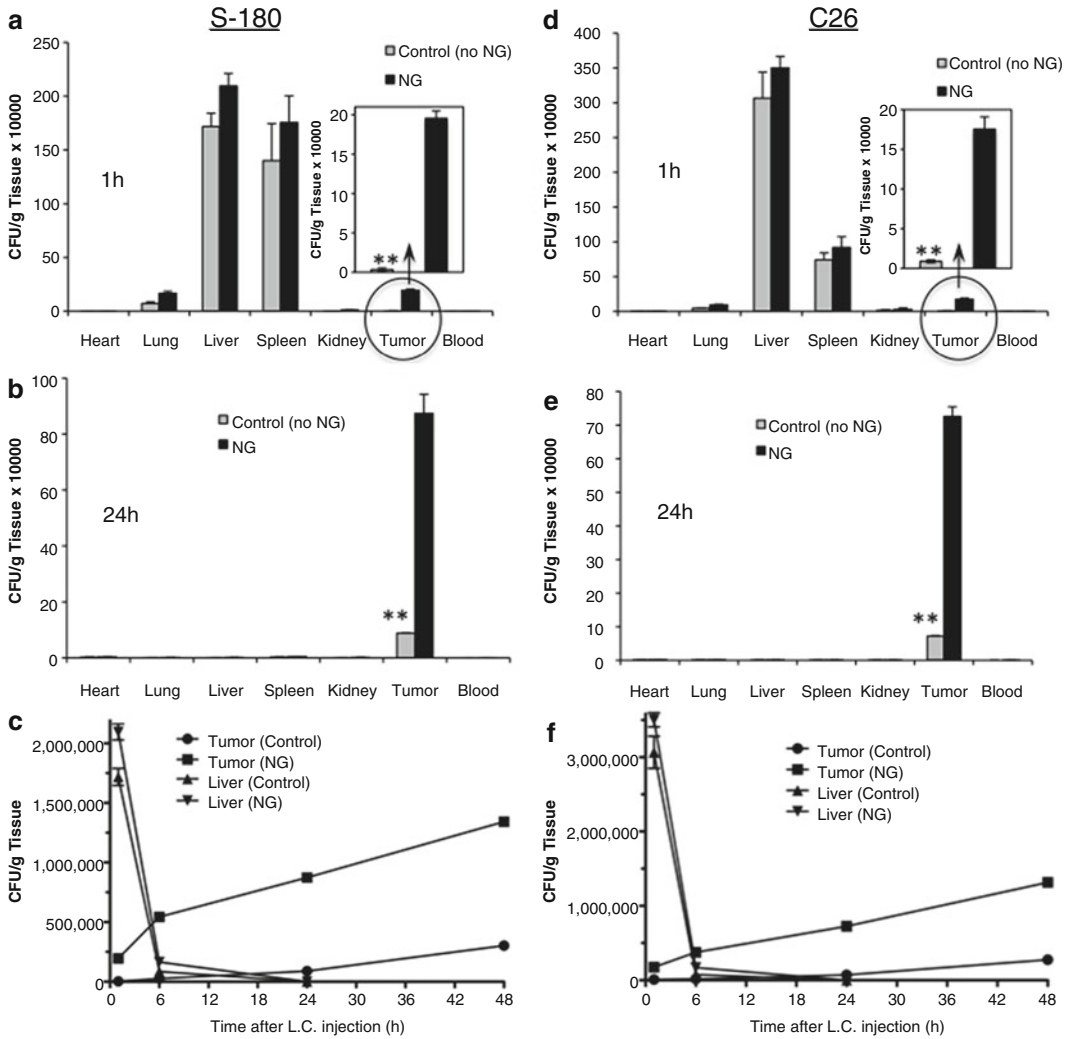 a
S-180
CFU/g Tissue x 10000
250
200
150
100
50
0
1h
Control (no NG)
NG
CFU/g Tissue x 10000
20
15
10
5
0
**
Heart Lung Liver Spleen Kidney Tumor Blood
d
C26
CFU/g Tissue x 10000
400
350
300
250
200
150
100
50
0
1h
Control (no NG)
NG
CFU/g Tissue x 10000
20
15
10
5
0
**
Heart Lung Liver Spleen Kidney Tumor Blood
b
CFU/g Tissue x 10000
100
80
60
40
20
0
24h
Control (no NG)
NG
**
Heart Lung Liver Spleen Kidney Tumor Blood
e
CFU/g Tissue x 10000
80
70
60
50
40
30
20
10
0
24h
Control (no NG)
NG
**
Heart Lung Liver Spleen Kidney Tumor Blood
c
CFU/g Tissue
2,000,000
1,500,000
1,000,000
500,000
0
Tumor (Control)
Tumor (NG)
Liver (Control)
Liver (NG)
0 6 12 18 24 30 36 42 48
Time after L.C. injection (h)
f
CFU/g Tissue
3,000,000
2,000,000
1,000,000
0
Tumor (Control)
Tumor (NG)
Liver (Control)
Liver (NG)
0 6 12 18 24 30 36 42 48
Time after L.C. injection (h)